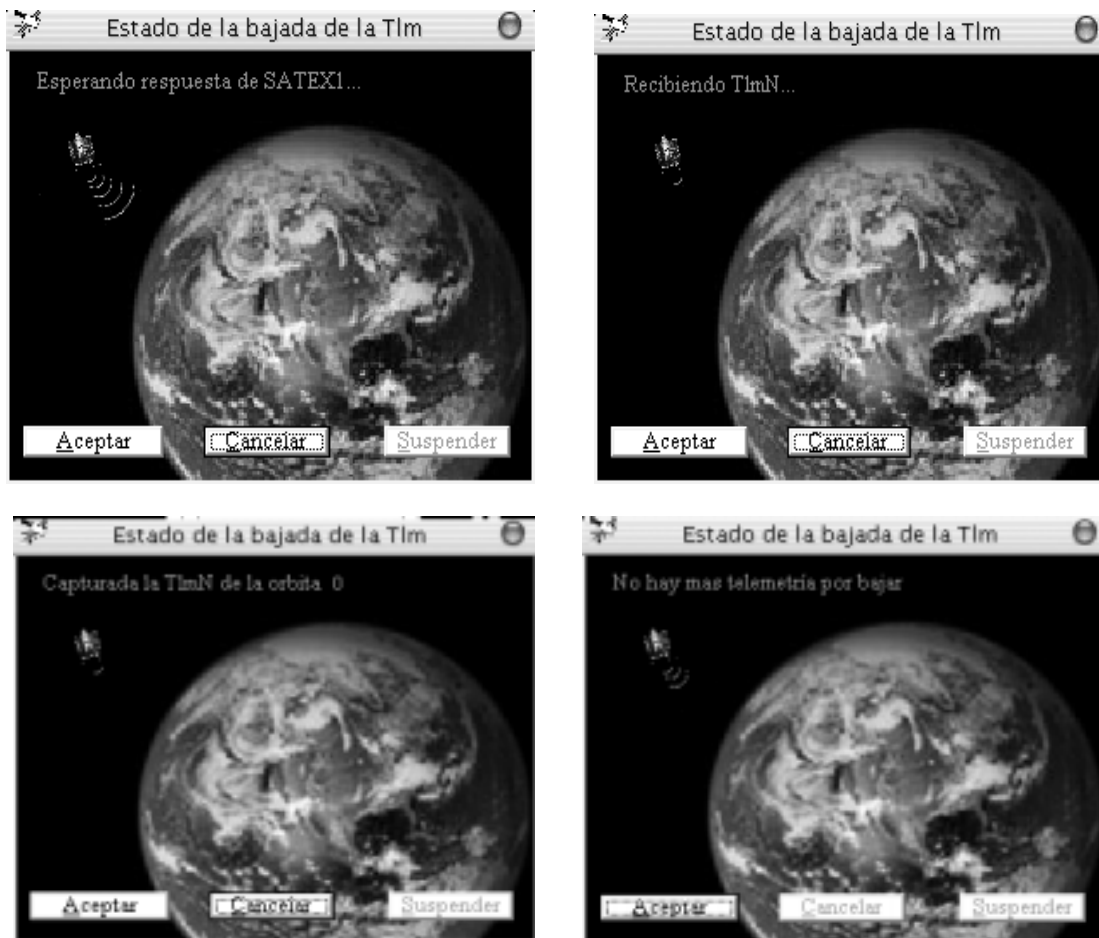 Estado de la bajada de la Tlm
Esperando respuesta de SATEX1...
Aceptar Cancelar Suspender
Estado de la bajada de la Tlm
Recibiendo TlmN...
Aceptar Cancelar Suspender
Estado de la bajada de la Tlm
Capturada la TlmN de la orbita 0
Aceptar Cancelar Suspender
Estado de la bajada de la Tlm
No hay mas telemetría por bajar
Aceptar Cancelar Suspender